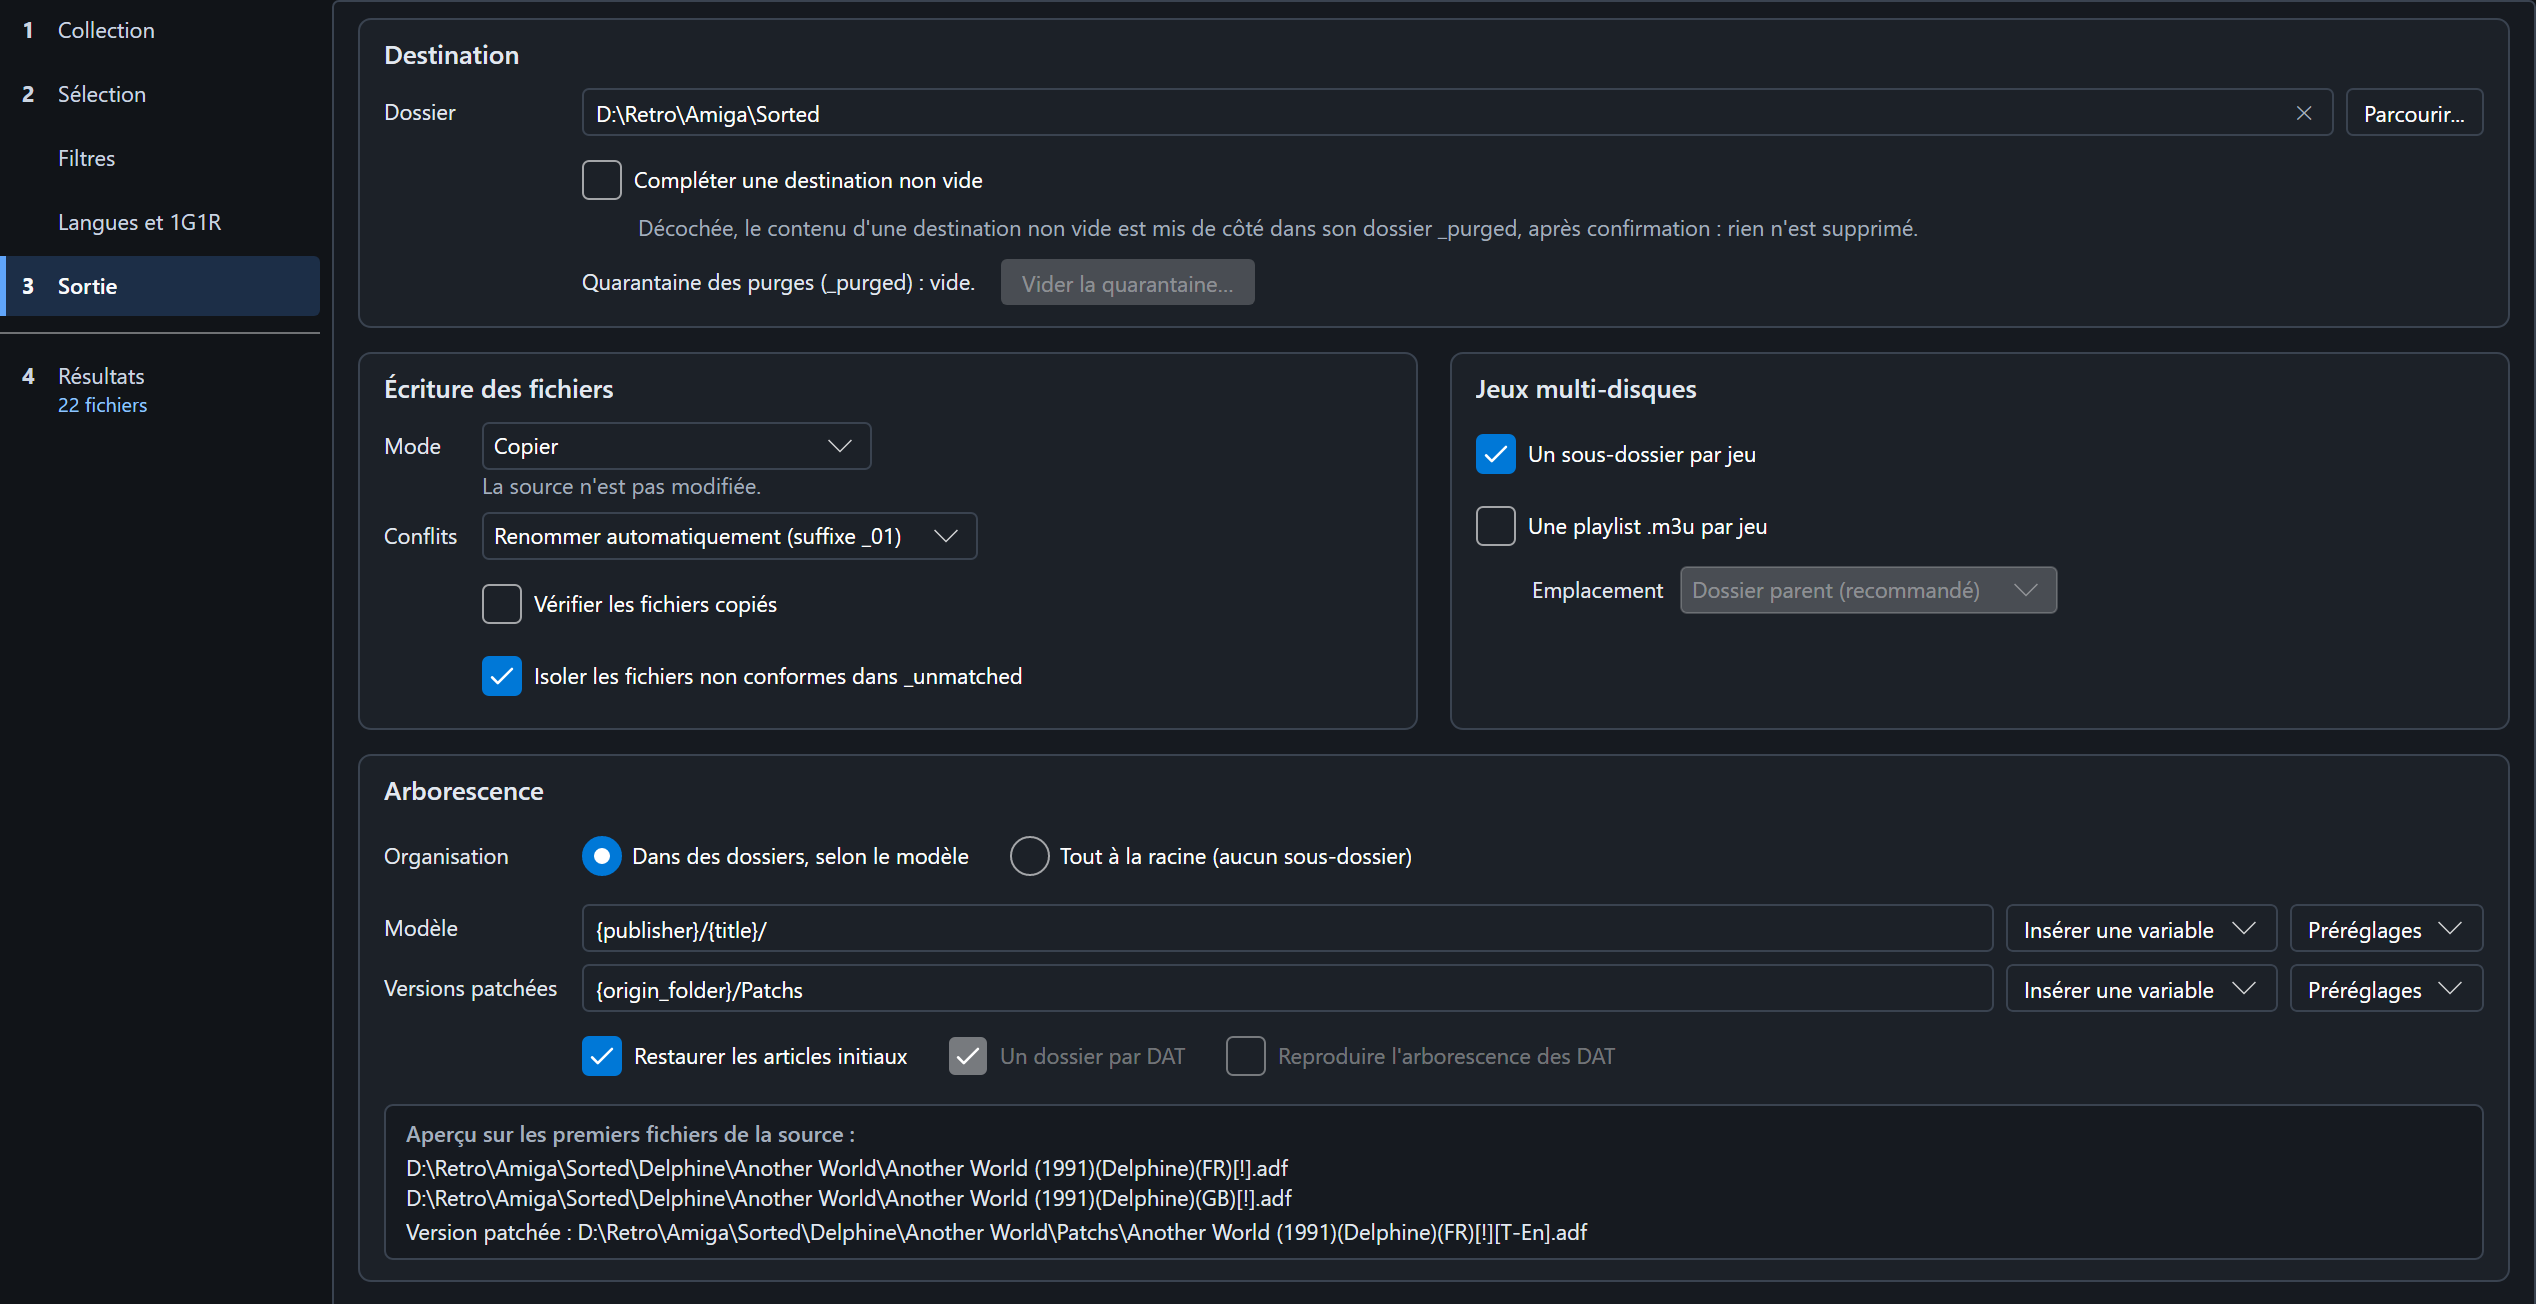 1 Collection
2 Sélection
Filtres
Langues et 1G1R
3 Sortie
4 Résultats
22 fichiers
Destination
Dossier D:\Retro\Amiga\Sorted Parcourir...
Compléter une destination non vide
Décochée, le contenu d'une destination non vide est mis de côté dans son dossier _purged, après confirmation : rien n'est supprimé.
Quarantaine des purges (_purged) : vide. Vider la quarantaine...
Écriture des fichiers
Mode Copier
La source n'est pas modifiée.
Conflits Renommer automatiquement (suffixe _01)
Vérifier les fichiers copiés
Isoler les fichiers non conformes dans _unmatched
Jeux multi-disques
Un sous-dossier par jeu
Une playlist .m3u par jeu
Emplacement Dossier parent (recommandé)
Arborescence
Organisation Dans des dossiers, selon le modèle Tout à la racine (aucun sous-dossier)
Modèle {publisher}/{title}/ Insérer une variable Préréglages
Versions patchées {origin_folder}/Patchs Insérer une variable Préréglages
Restaurer les articles initiaux Un dossier par DAT Reproduire l'arborescence des DAT
Aperçu sur les premiers fichiers de la source :
D:\Retro\Amiga\Sorted\Delphine\Another World\Another World (1991)(Delphine)(FR)[!].adf
D:\Retro\Amiga\Sorted\Delphine\Another World\Another World (1991)(Delphine)(GB)[!].adf
Version patchée : D:\Retro\Amiga\Sorted\Delphine\Another World\Patchs\Another World (1991)(Delphine)(FR)[!][T-En].adf